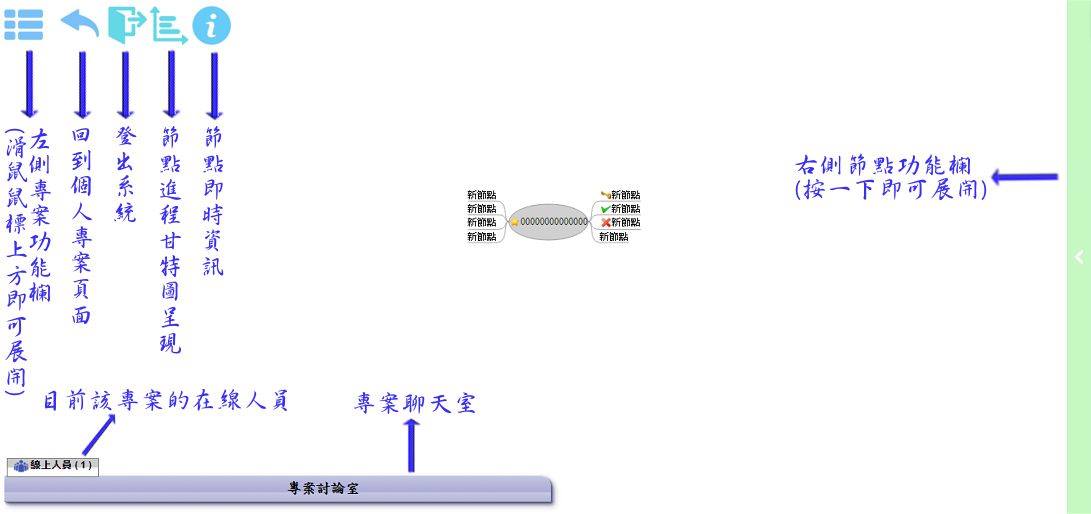 左側專案功能欄
(滑鼠鼠標上方即可展開)
回到個人專案頁面
登出系統
節點進程甘特圖呈現
節點即時資訊
右側節點功能欄
(按一下即可展開)
新節點
新節點
新節點
新節點
00000000000000
新節點
新節點
新節點
新節點
目前該專案的在線人員
專案聊天室
線上人員(1)
專案討論室